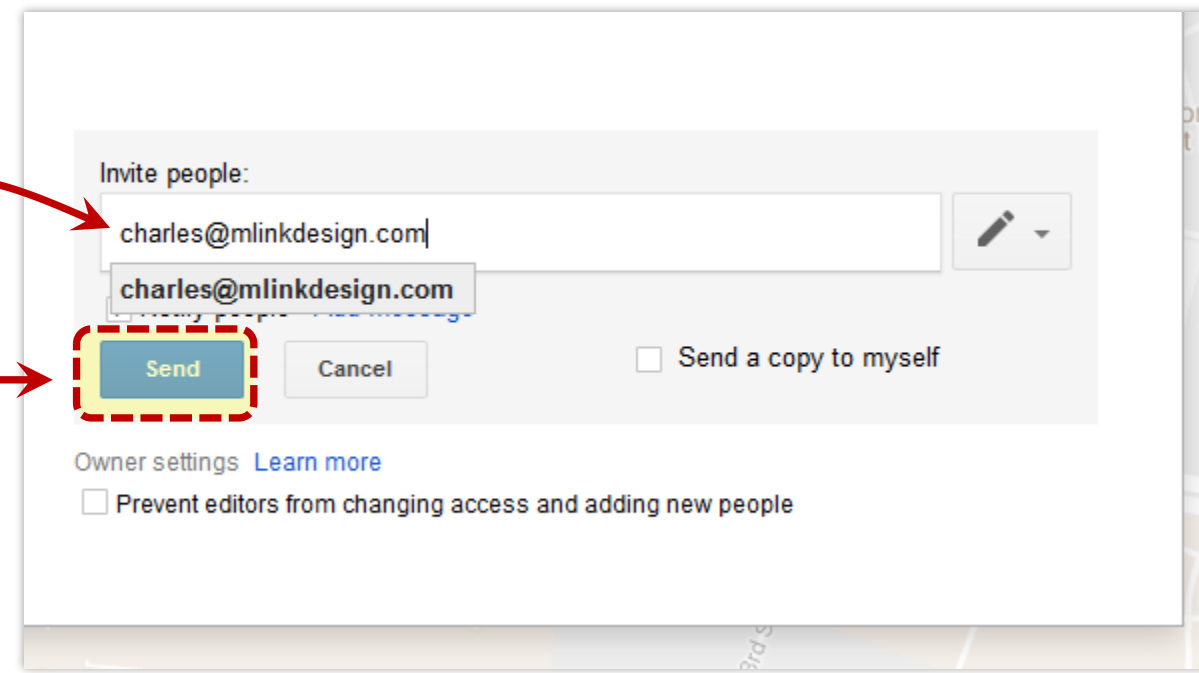 Invite people:
charles@mlinkdesign.com
charles@mlinkdesign.com
Send
Cancel
Send a copy to myself
Owner settings Learn more
Prevent editors from changing access and adding new people
3rd S